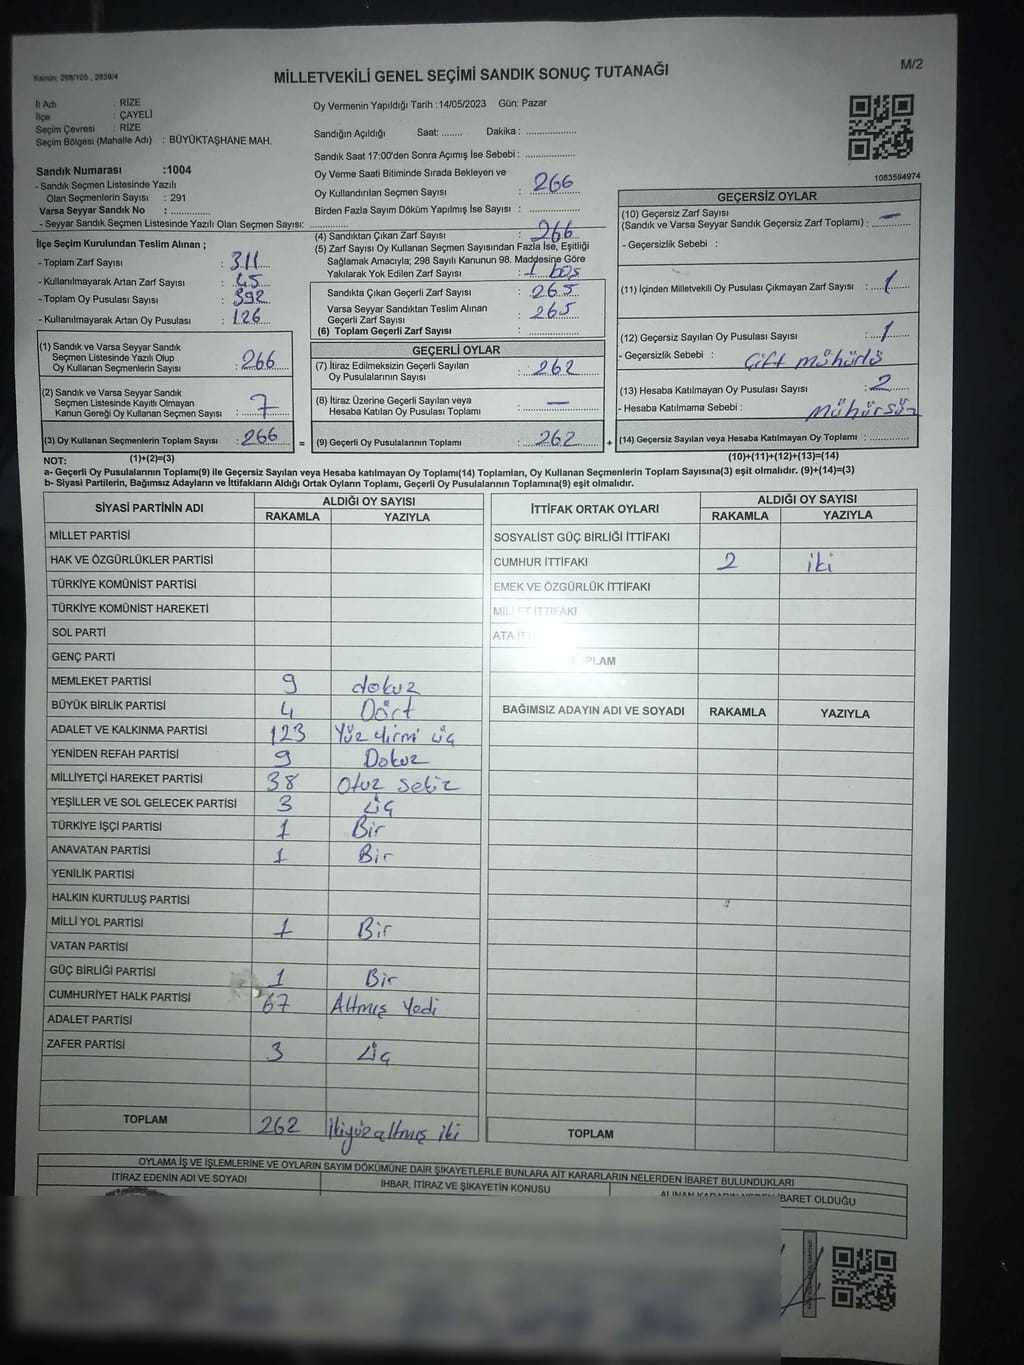 Kanun: 298/105 , 2839/4
MİLLETVEKİLİ GENEL SEÇİMİ SANDIK SONUÇ TUTANAĞI
M/2
İl Adı : RİZE
İlçe : ÇAYELİ
Seçim Çevresi : RİZE
Seçim Bölgesi (Mahalle Adı) : BÜYÜKTAŞHANE MAH.
Sandık Numarası :1004
- Sandık Seçmen Listesinde Yazılı
Olan Seçmenlerin Sayısı : 291
Varsa Seyyar Sandık No : ..............
- Seyyar Sandık Seçmen Listesinde Yazılı Olan Seçmen Sayısı: ..............
İlçe Seçim Kurulundan Teslim Alınan ;
- Toplam Zarf Sayısı : 311
- Kullanılmayarak Artan Zarf Sayısı : 45
- Toplam Oy Pusulası Sayısı : 392
- Kullanılmayarak Artan Oy Pusulası : 126
(1) Sandık ve Varsa Seyyar Sandık
Seçmen Listesinde Yazılı Olup
Oy Kullanan Seçmenlerin Sayısı : 266
(2) Sandık ve Varsa Seyyar Sandık
Seçmen Listesinde Kayıtlı Olmayan
Kanun Gereği Oy Kullanan Seçmen Sayısı : 7
(3) Oy Kullanan Seçmenlerin Toplam Sayısı : 266 =
(1)+(2)=(3)
Oy Vermenin Yapıldığı Tarih :14/05/2023 Gün: Pazar
Sandığın Açıldığı Saat: ........ Dakika : ..............
Sandık Saat 17:00'den Sonra Açımış İse Sebebi : ..............
Oy Verme Saati Bitiminde Sırada Bekleyen ve
Oy Kullandırılan Seçmen Sayısı : 266
Birden Fazla Sayım Döküm Yapılmış İse Sayısı : ..............
(4) Sandıktan Çıkan Zarf Sayısı : 266
(5) Zarf Sayısı Oy Kullanan Seçmen Sayısından Fazla İse, Eşitliği
Sağlamak Amacıyla; 298 Sayılı Kanunun 98. Maddesine Göre
Yakılarak Yok Edilen Zarf Sayısı : 1 boş
Sandıkta Çıkan Geçerli Zarf Sayısı : 265
Varsa Seyyar Sandıktan Teslim Alınan
Geçerli Zarf Sayısı : 265
(6) Toplam Geçerli Zarf Sayısı : ..............
GEÇERLİ OYLAR
(7) İtiraz Edilmeksizin Geçerli Sayılan
Oy Pusulalarının Sayısı : 262
(8) İtiraz Üzerine Geçerli Sayılan veya
Hesaba Katılan Oy Pusulası Toplamı : —
(9) Geçerli Oy Pusulalarının Toplamı : 262 +
1083594974
GEÇERSİZ OYLAR
(10) Geçersiz Zarf Sayısı
(Sandık ve Varsa Seyyar Sandık Geçersiz Zarf Toplamı) : —
- Geçersizlik Sebebi :
(11) İçinden Milletvekili Oy Pusulası Çıkmayan Zarf Sayısı : 1
(12) Geçersiz Sayılan Oy Pusulası Sayısı : 1
- Geçersizlik Sebebi : Çift mühürlü
(13) Hesaba Katılmayan Oy Pusulası Sayısı : 2
- Hesaba Katılmama Sebebi : Mühürsüz
(14) Geçersiz Sayılan veya Hesaba Katılmayan Oy Toplamı : ..............
(10)+(11)+(12)+(13)=(14)
NOT:
a- Geçerli Oy Pusulalarının Toplamı(9) ile Geçersiz Sayılan veya Hesaba katılmayan Oy Toplamı(14) Toplamları, Oy Kullanan Seçmenlerin Toplam Sayısına(3) eşit olmalıdır. (9)+(14)=(3)
b- Siyasi Partilerin, Bağımsız Adayların ve İttifakların Aldığı Ortak Oyların Toplamı, Geçerli Oy Pusulalarının Toplamına(9) eşit olmalıdır.
SİYASİ PARTİNİN ADI ALDIĞI OY SAYISI
RAKAMLA YAZIYLA
MİLLET PARTİSİ
HAK VE ÖZGÜRLÜKLER PARTİSİ
TÜRKİYE KOMÜNİST PARTİSİ
TÜRKİYE KOMÜNİST HAREKETİ
SOL PARTİ
GENÇ PARTİ
MEMLEKET PARTİSİ 9 dokuz
BÜYÜK BİRLİK PARTİSİ 4 Dört
ADALET VE KALKINMA PARTİSİ 123 Yüz Yirmi üç
YENİDEN REFAH PARTİSİ 9 Dokuz
MİLLİYETÇİ HAREKET PARTİSİ 38 Otuz sekiz
YEŞİLLER VE SOL GELECEK PARTİSİ 3 üç
TÜRKİYE İŞÇİ PARTİSİ 1 Bir
ANAVATAN PARTİSİ 1 Bir
YENİLİK PARTİSİ
HALKIN KURTULUŞ PARTİSİ
MİLLİ YOL PARTİSİ 1 Bir
VATAN PARTİSİ
GÜÇ BİRLİĞİ PARTİSİ 1 Bir
CUMHURİYET HALK PARTİSİ 67 Altmış Yedi
ADALET PARTİSİ
ZAFER PARTİSİ 3 üç
TOPLAM 262 İkiyüzaltmış iki
İTTİFAK ORTAK OYLARI ALDIĞI OY SAYISI
RAKAMLA YAZIYLA
SOSYALİST GÜÇ BİRLİĞİ İTTİFAKI
CUMHUR İTTİFAKI 2 iki
EMEK VE ÖZGÜRLÜK İTTİFAKI
MİLLET İTTİFAKI
ATA
TOPLAM
BAĞIMSIZ ADAYIN ADI VE SOYADI RAKAMLA YAZIYLA
TOPLAM
OYLAMA İŞ VE İŞLEMLERİNE VE OYLARIN SAYIM DÖKÜMÜNE DAİR ŞİKAYETLERLE BUNLARA AİT KARARLARIN NELERDEN İBARET BULUNDUKLARI
İTİRAZ EDENİN ADI VE SOYADI İHBAR, İTİRAZ VE ŞİKAYETİN KONUSU ALINAN KARARIN NEDEN İBARET OLDUĞU